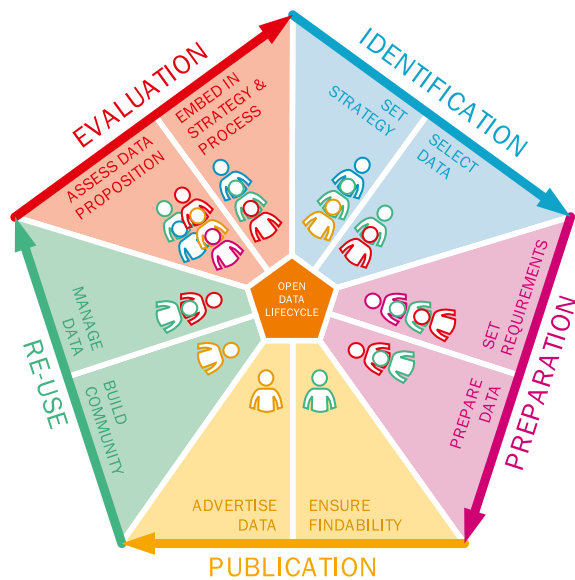 EVALUATION
IDENTIFICATION
EMBED IN
STRATEGY &
PROCESS
SET
STRATEGY
ASSESS DATA
PROPOSITION
SELECT
DATA
OPEN
DATA
LIFECYCLE
MANAGE
DATA
SET
REQUIREMENTS
RE-USE
PREPARATION
BUILD
COMMUNITY
PREPARE
DATA
ADVERTISE
DATA
ENSURE
FINDABILITY
PUBLICATION